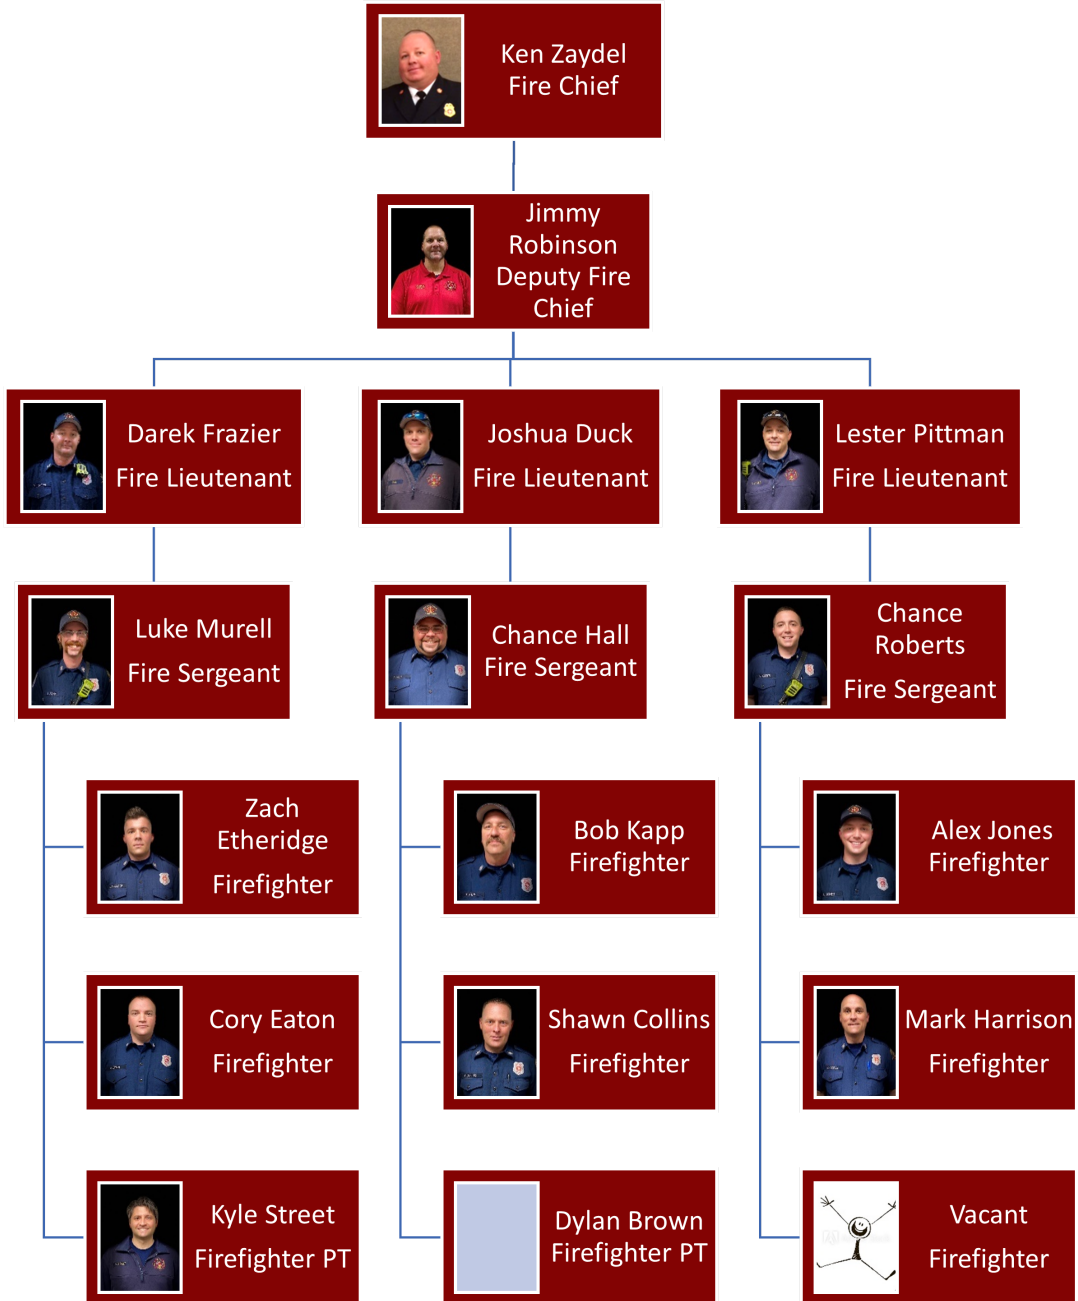 Ken Zaydel
Fire Chief
Jimmy
Robinson
Deputy Fire
Chief
Darek Frazier
Fire Lieutenant
Joshua Duck
Fire Lieutenant
Lester Pittman
Fire Lieutenant
Luke Murell
Fire Sergeant
Chance Hall
Fire Sergeant
Chance
Roberts
Fire Sergeant
Zach
Etheridge
Firefighter
Bob Kapp
Firefighter
Alex Jones
Firefighter
Cory Eaton
Firefighter
Shawn Collins
Firefighter
Mark Harrison
Firefighter
Kyle Street
Firefighter PT
Dylan Brown
Firefighter PT
Vacant
Firefighter